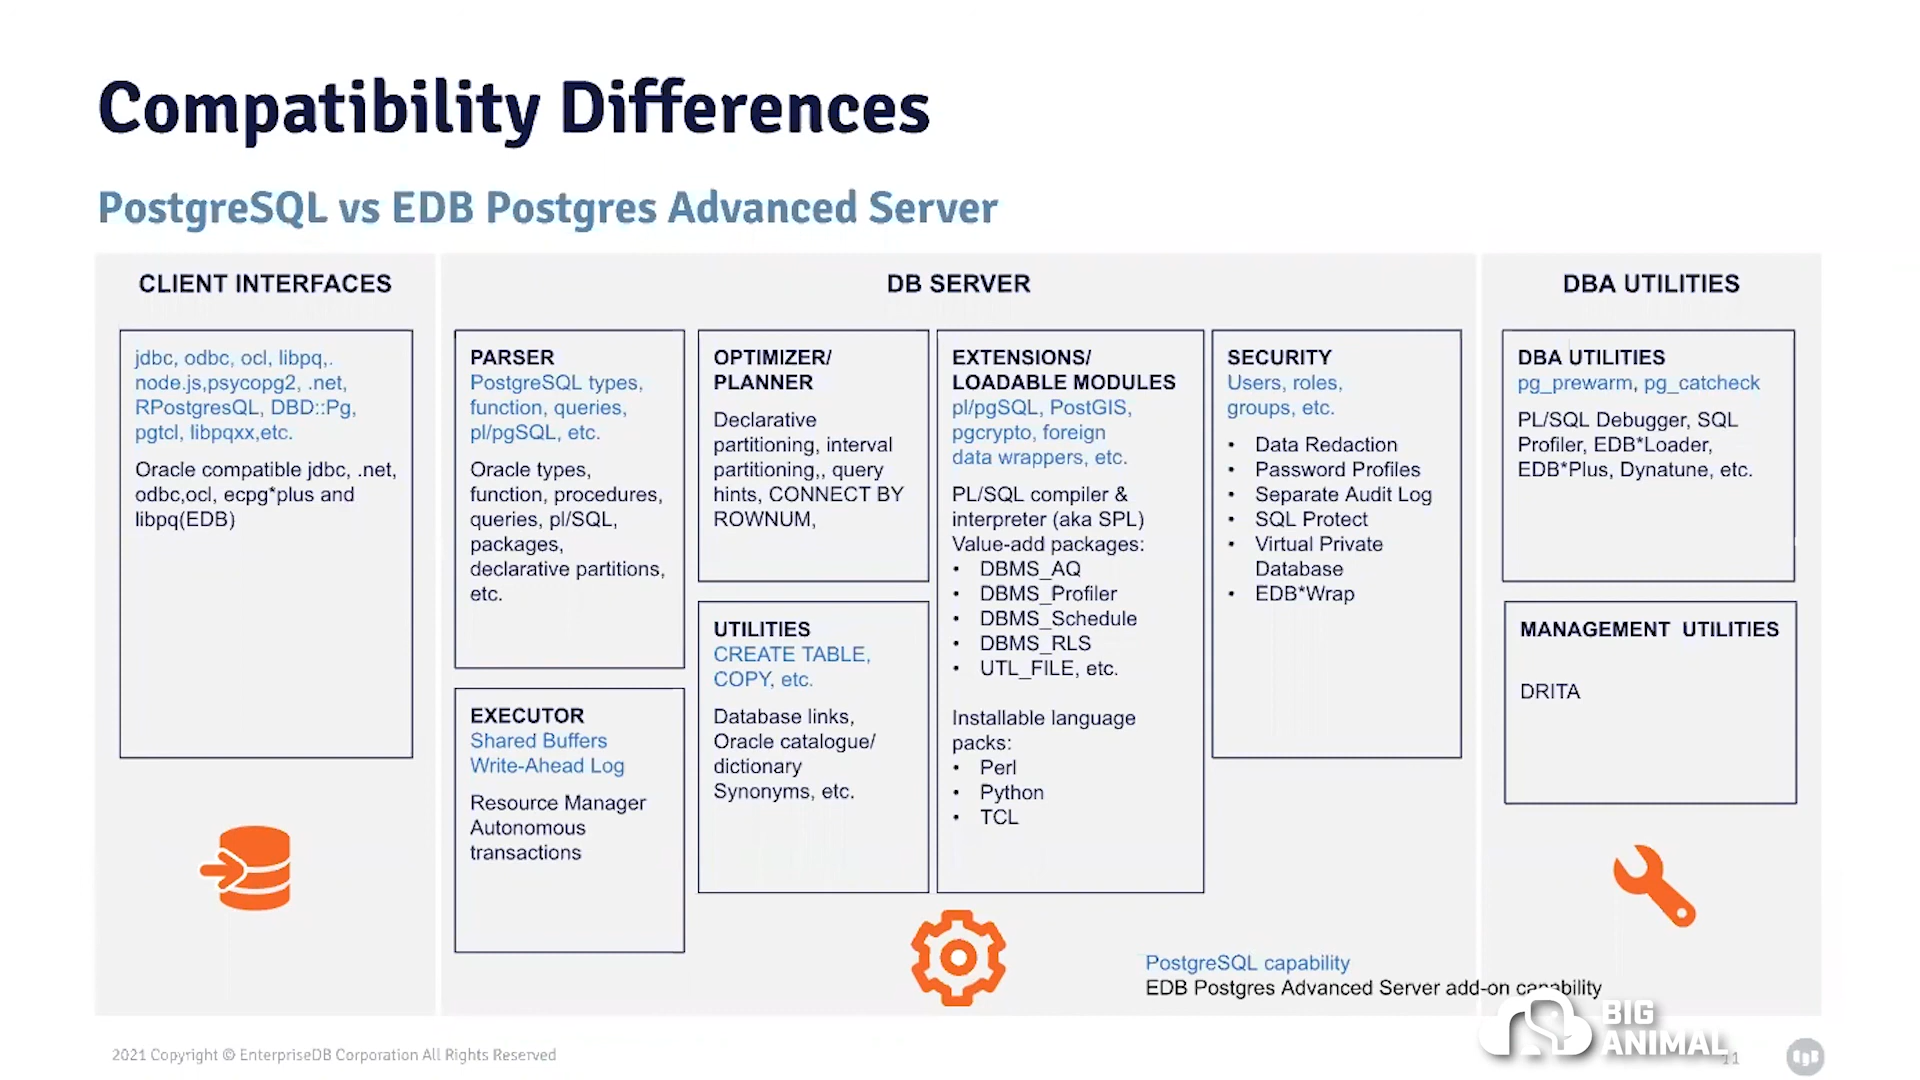 Compatibility Differences
PostgreSQL vs EDB Postgres Advanced Server
CLIENT INTERFACES
jdbc, odbc, ocl, libpq,.
node.js,psycopg2, .net,
RPostgresQL, DBD::Pg,
pgtcl, libpqxx,etc.
Oracle compatible jdbc, .net,
odbc,ocl, ecpg*plus and
libpq(EDB)
DB SERVER
PARSER
PostgreSQL types,
function, queries,
pl/pgSQL, etc.
Oracle types,
function, procedures,
queries, pl/SQL,
packages,
declarative partitions,
etc.
EXECUTOR
Shared Buffers
Write-Ahead Log
Resource Manager
Autonomous
transactions
OPTIMIZER/
PLANNER
Declarative
partitioning, interval
partitioning,, query
hints, CONNECT BY
ROWNUM,
UTILITIES
CREATE TABLE,
COPY, etc.
Database links,
Oracle catalogue/
dictionary
Synonyms, etc.
EXTENSIONS/
LOADABLE MODULES
pl/pgSQL, PostGIS,
pgcrypto, foreign
data wrappers, etc.
PL/SQL compiler &
interpreter (aka SPL)
Value-add packages:
• DBMS_AQ
• DBMS_Profiler
• DBMS_Schedule
• DBMS_RLS
• UTL_FILE, etc.
Installable language
packs:
• Perl
• Python
• TCL
SECURITY
Users, roles,
groups, etc.
• Data Redaction
• Password Profiles
• Separate Audit Log
• SQL Protect
• Virtual Private
Database
• EDB*Wrap
DBA UTILITIES
DBA UTILITIES
pg_prewarm, pg_catcheck
PL/SQL Debugger, SQL
Profiler, EDB*Loader,
EDB*Plus, Dynatune, etc.
MANAGEMENT UTILITIES
DRITA
PostgreSQL capability
EDB Postgres Advanced Server add-on capability
BIG
ANIMAL
2021 Copyright © EnterpriseDB Corporation All Rights Reserved
11